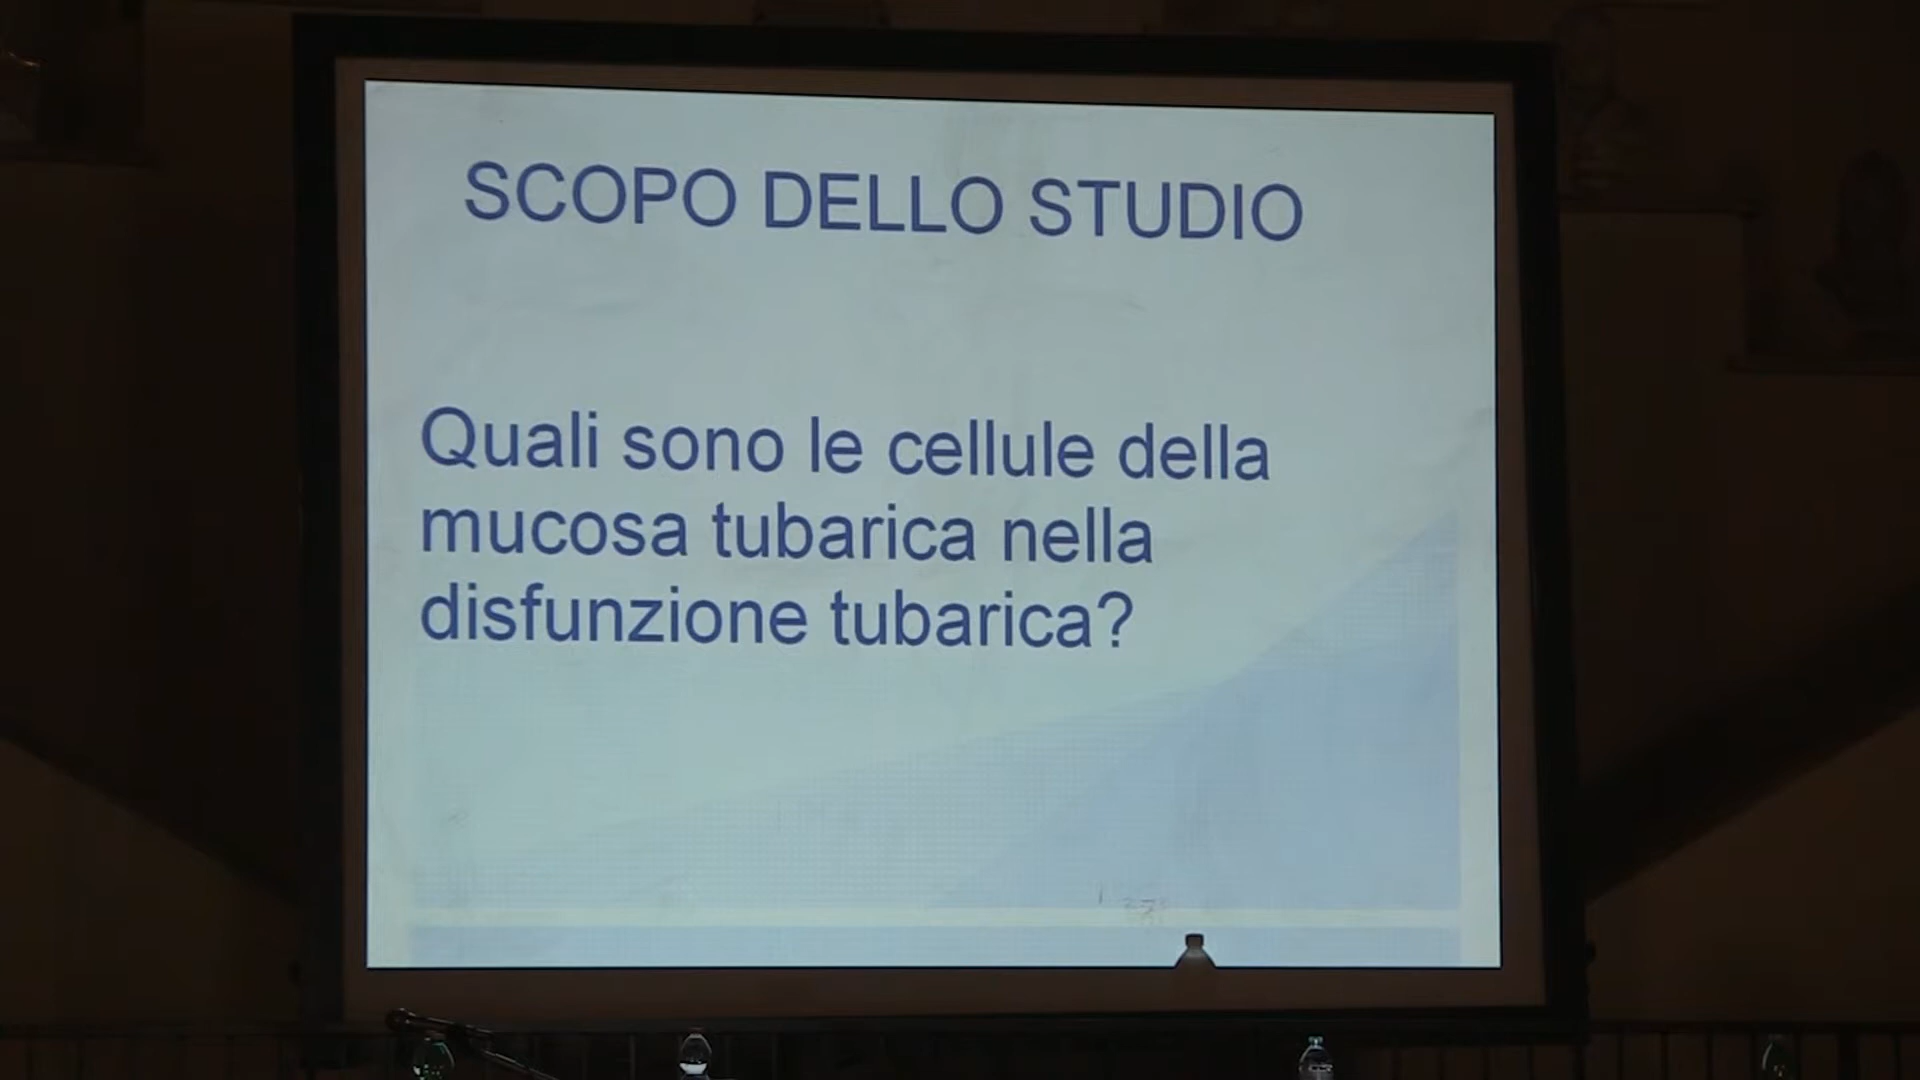 SCOPO DELLO STUDIO
Quali sono le cellule della
mucosa tubarica nella
disfunzione tubarica?